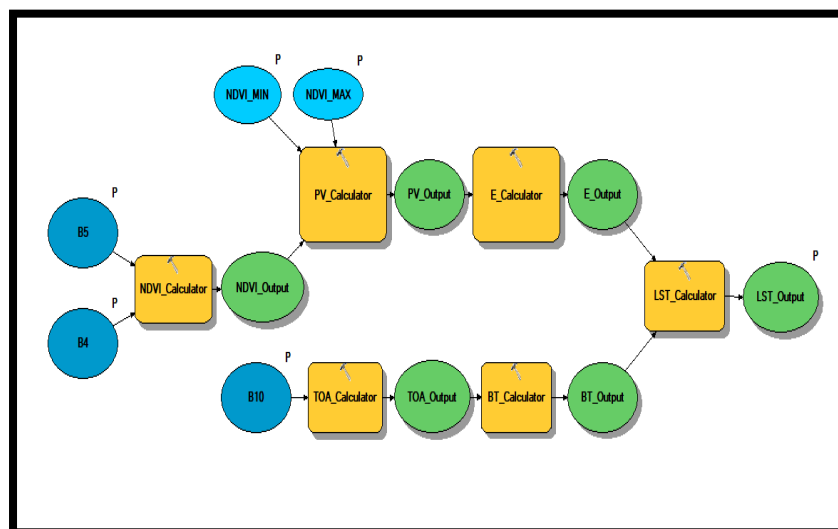 P
P
NDVI_MIN
NDVI_MAX
PV_Calculator
PV_Output
E_Calculator
E_Output
P
B5
P
NDVI_Calculator
NDVI_Output
LST_Calculator
LST_Output
P
B4
P
B10
TOA_Calculator
TOA_Output
BT_Calculator
BT_Output